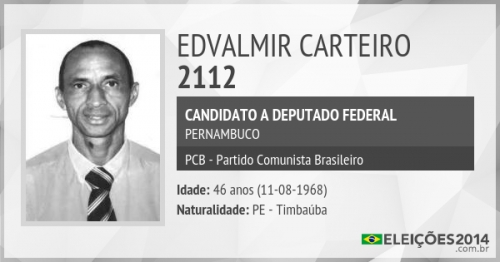 EDVALMIR CARTEIRO
2112
CANDIDATO A DEPUTADO FEDERAL
PERNAMBUCO
PCB - Partido Comunista Brasileiro
Idade: 46 anos (11-08-1968)
Naturalidade: PE - Timbaúba
ELEIÇÕES2014
.com.br